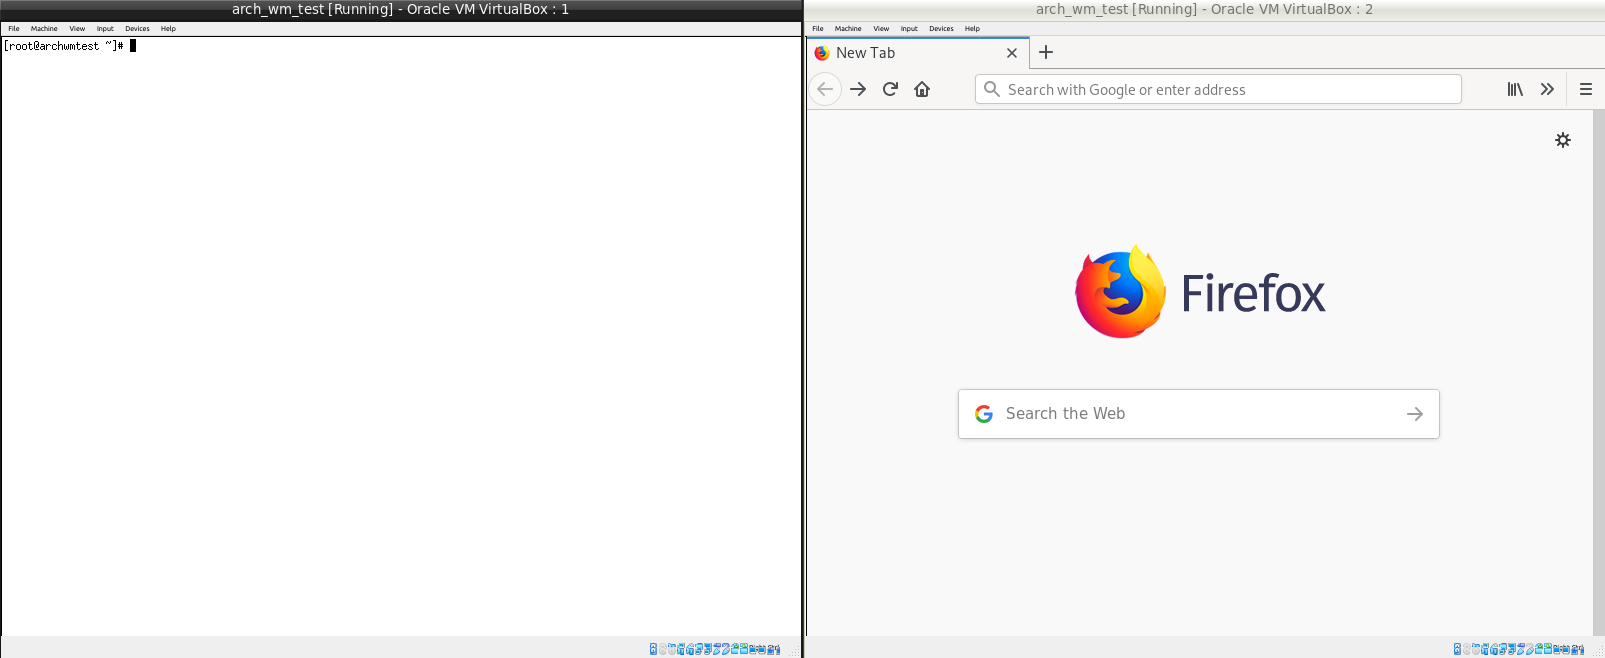 arch_wm_test [Running] - Oracle VM VirtualBox : 1
File Machine View Input Devices Help
[root@archwmtest ~]#
arch_wm_test [Running] - Oracle VM VirtualBox : 2
File Machine View Input Devices Help
New Tab
Search with Google or enter address
Firefox
Search the Web